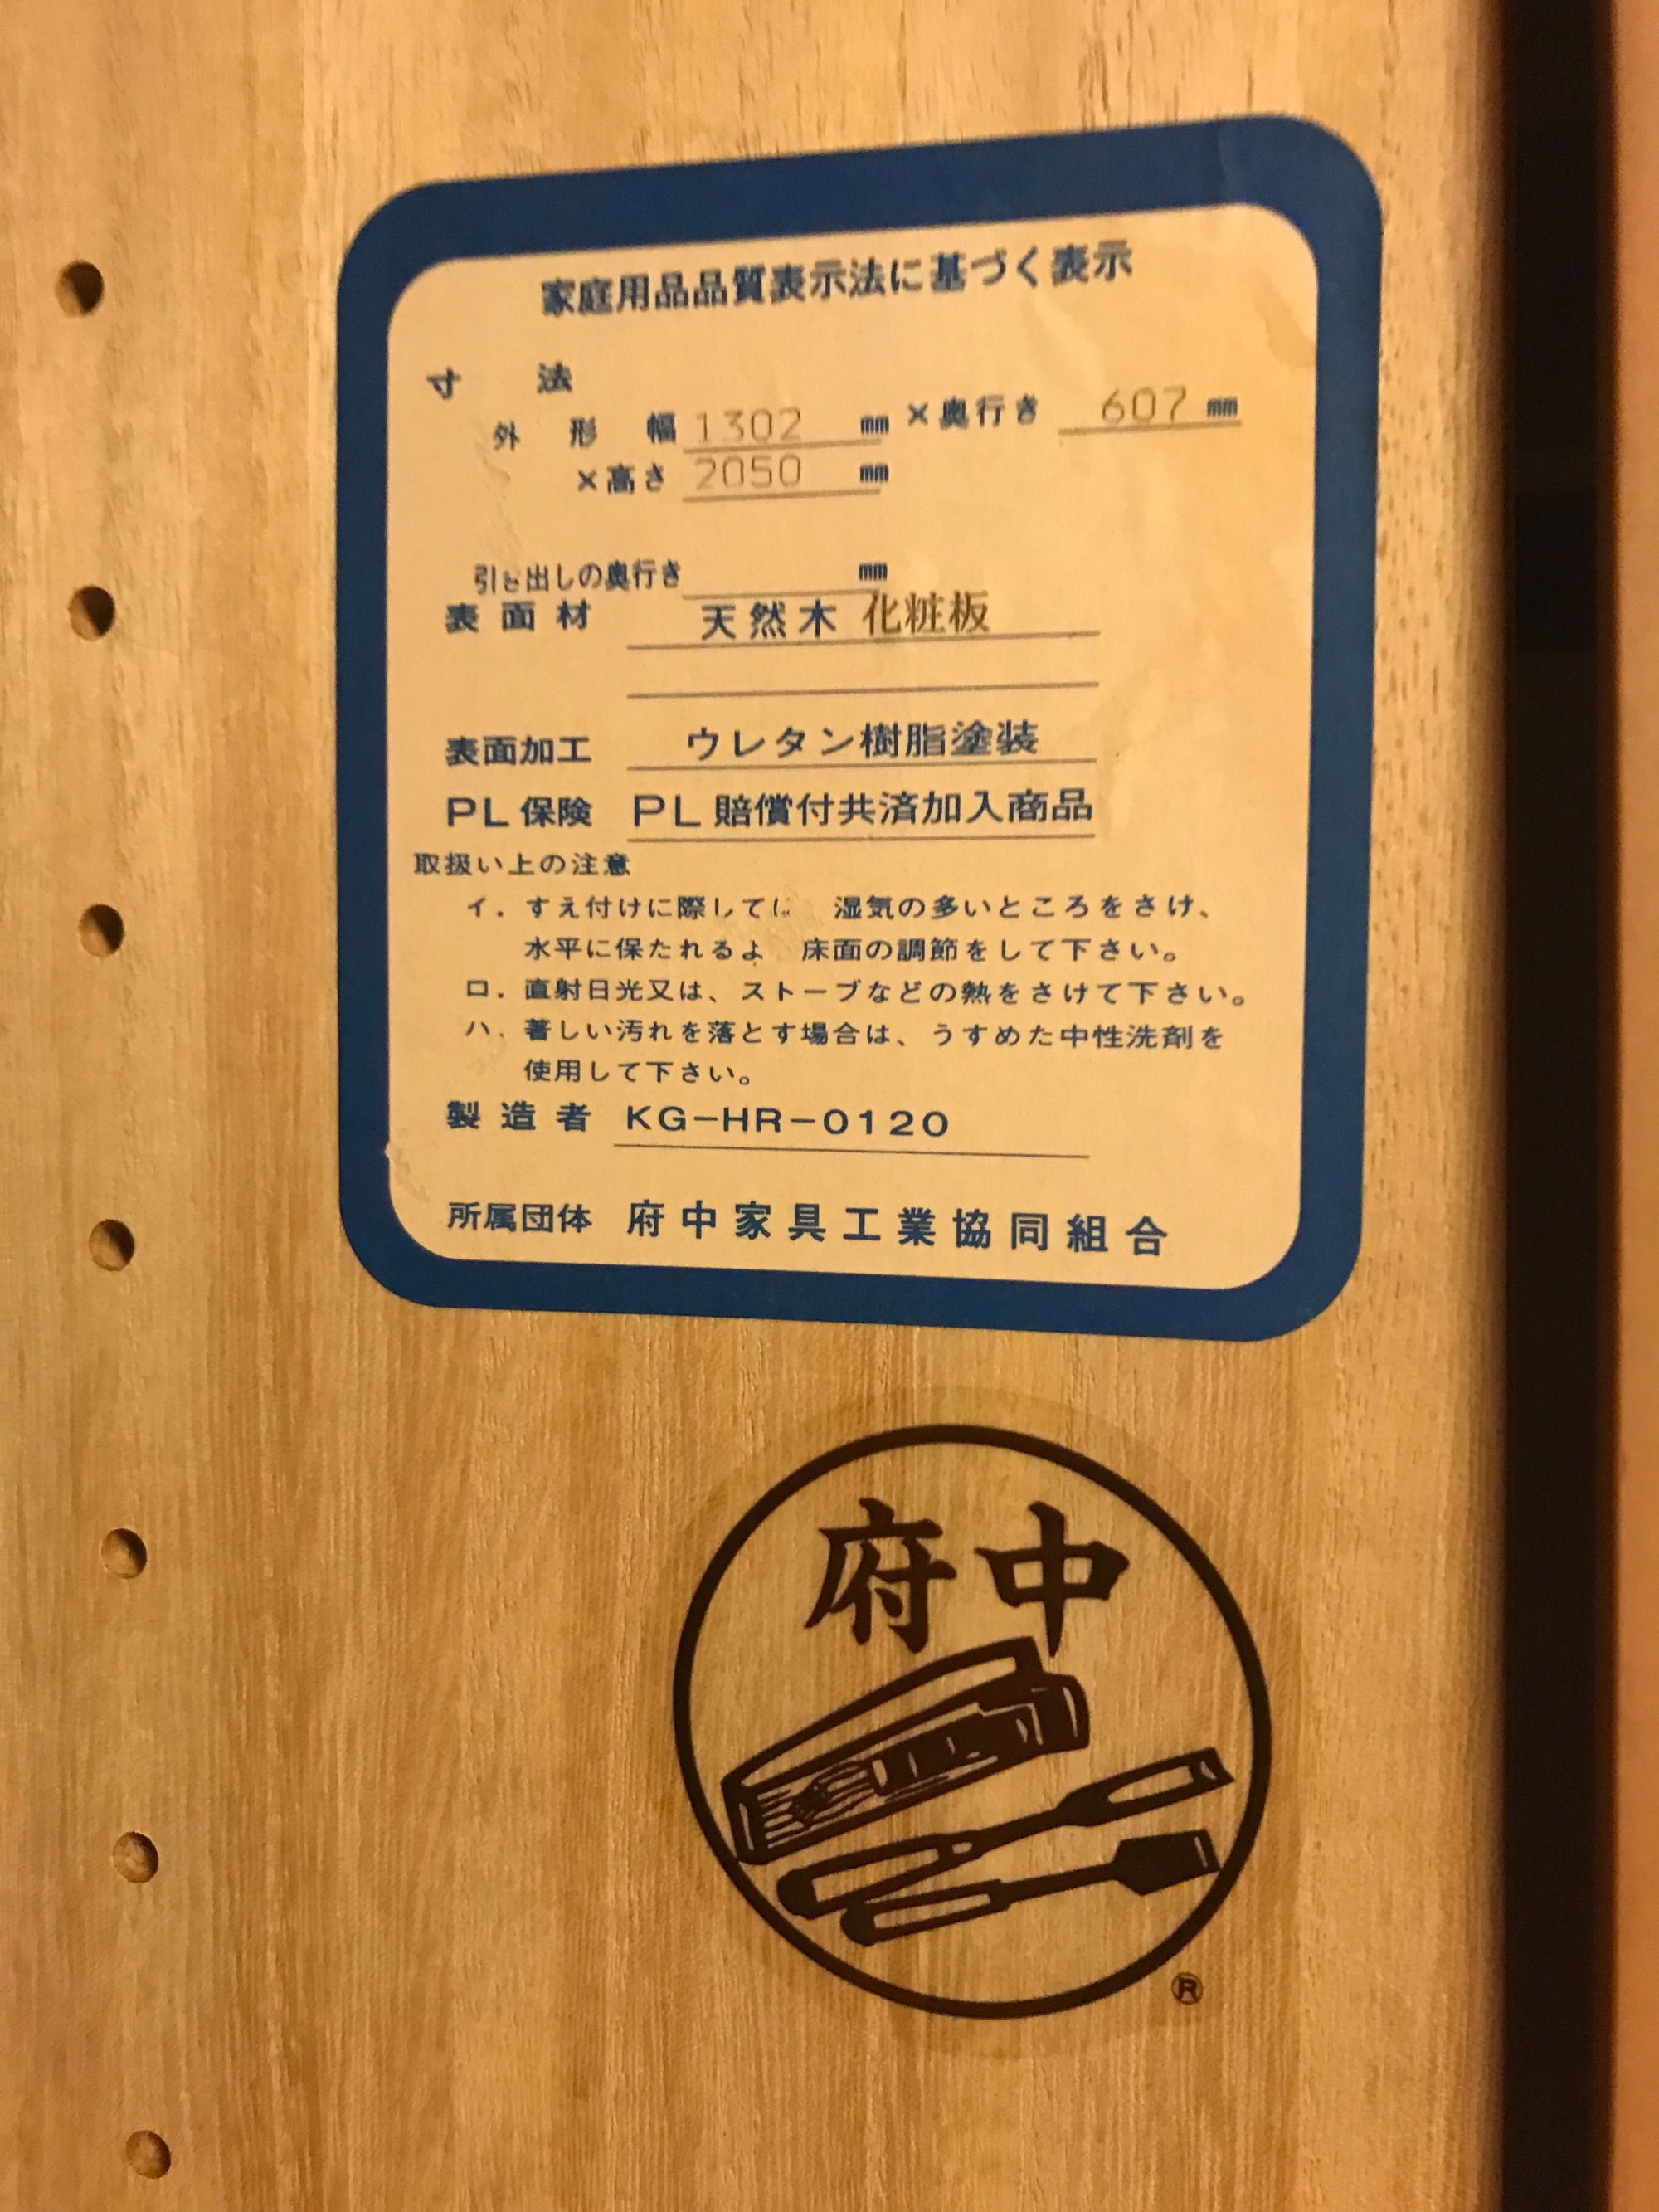 家庭用品品質表示法に基づく表示
寸 法
外 形 幅 1302 mm ×奥行き 607 mm
×高さ 2050 mm
引き出しの奥行き mm
表面材 天然木 化粧板
表面加工 ウレタン樹脂塗装
PL保険 PL賠償付共済加入商品
取扱い上の注意
イ. すえ付けに際しては 湿気の多いところをさけ、
水平に保たれるよ 床面の調節をして下さい。
ロ. 直射日光又は、ストーブなどの熱をさけて下さい。
ハ. 著しい汚れを落とす場合は、うすめた中性洗剤を
使用して下さい。
製造者 KG-HR-0120
所属団体 府中家具工業協同組合
府中
®